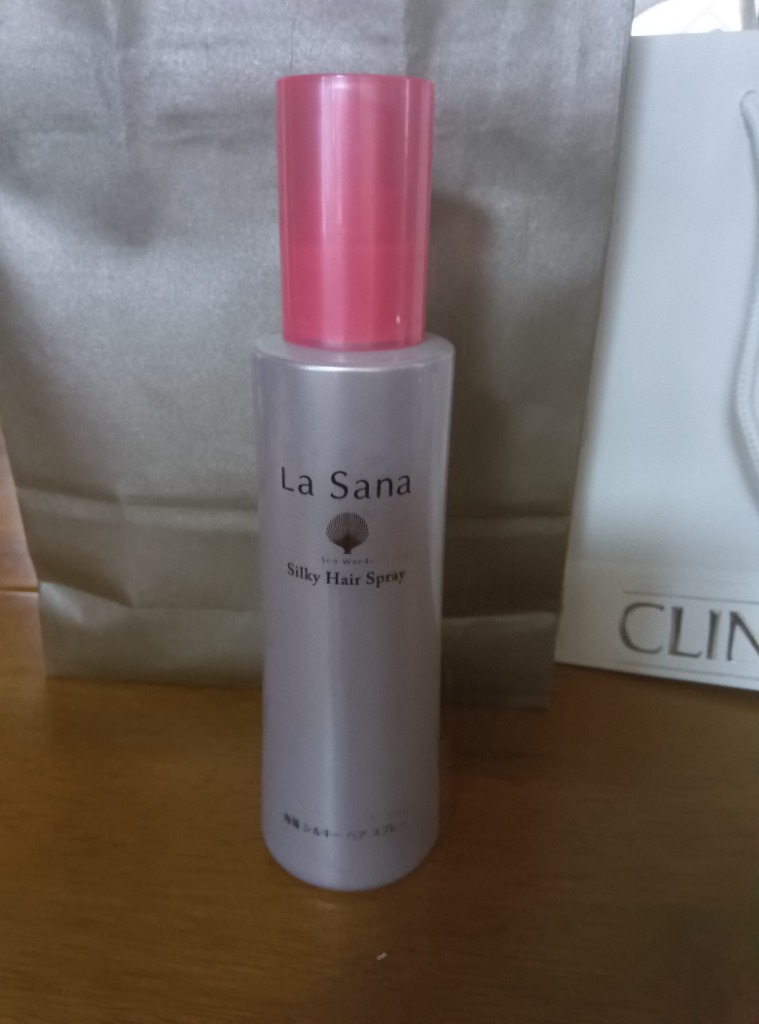 La Sana
Sea Weeds
Silky Hair Spray
海藻 シルキー ヘア スプレー
CLIN